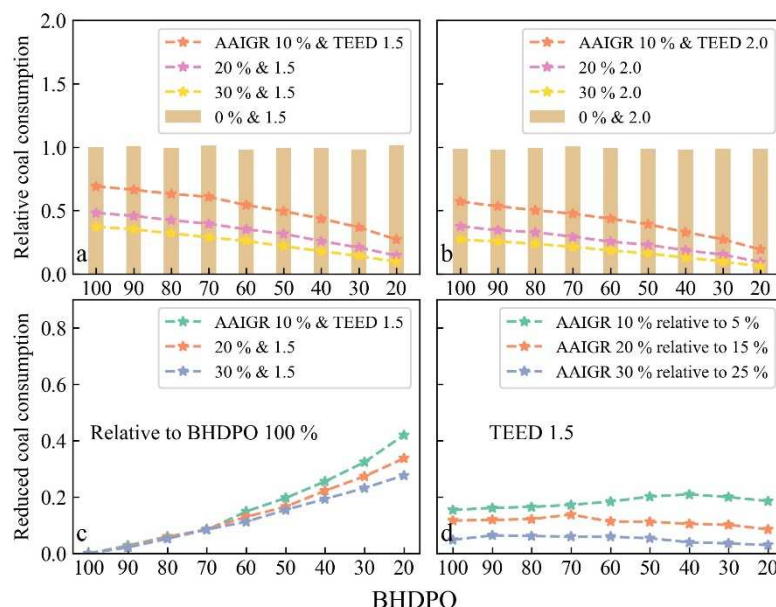 2.0
1.5
1.0
0.5
0.0
Relative coal consumption
AAIGR 10 % & TEED 1.5
20 % & 1.5
30 % & 1.5
0 % & 1.5
a
100 90 80 70 60 50 40 30 20
AAIGR 10 % & TEED 2.0
20 % 2.0
30 % 2.0
0 % & 2.0
b
100 90 80 70 60 50 40 30 20
0.8
0.6
0.4
0.2
0.0
Reduced coal consumption
AAIGR 10 % & TEED 1.5
20 % & 1.5
30 % & 1.5
Relative to BHDPO 100 %
c
100 90 80 70 60 50 40 30 20
AAIGR 10 % relative to 5 %
AAIGR 20 % relative to 15 %
AAIGR 30 % relative to 25 %
TEED 1.5
d
100 90 80 70 60 50 40 30 20
BHDPO